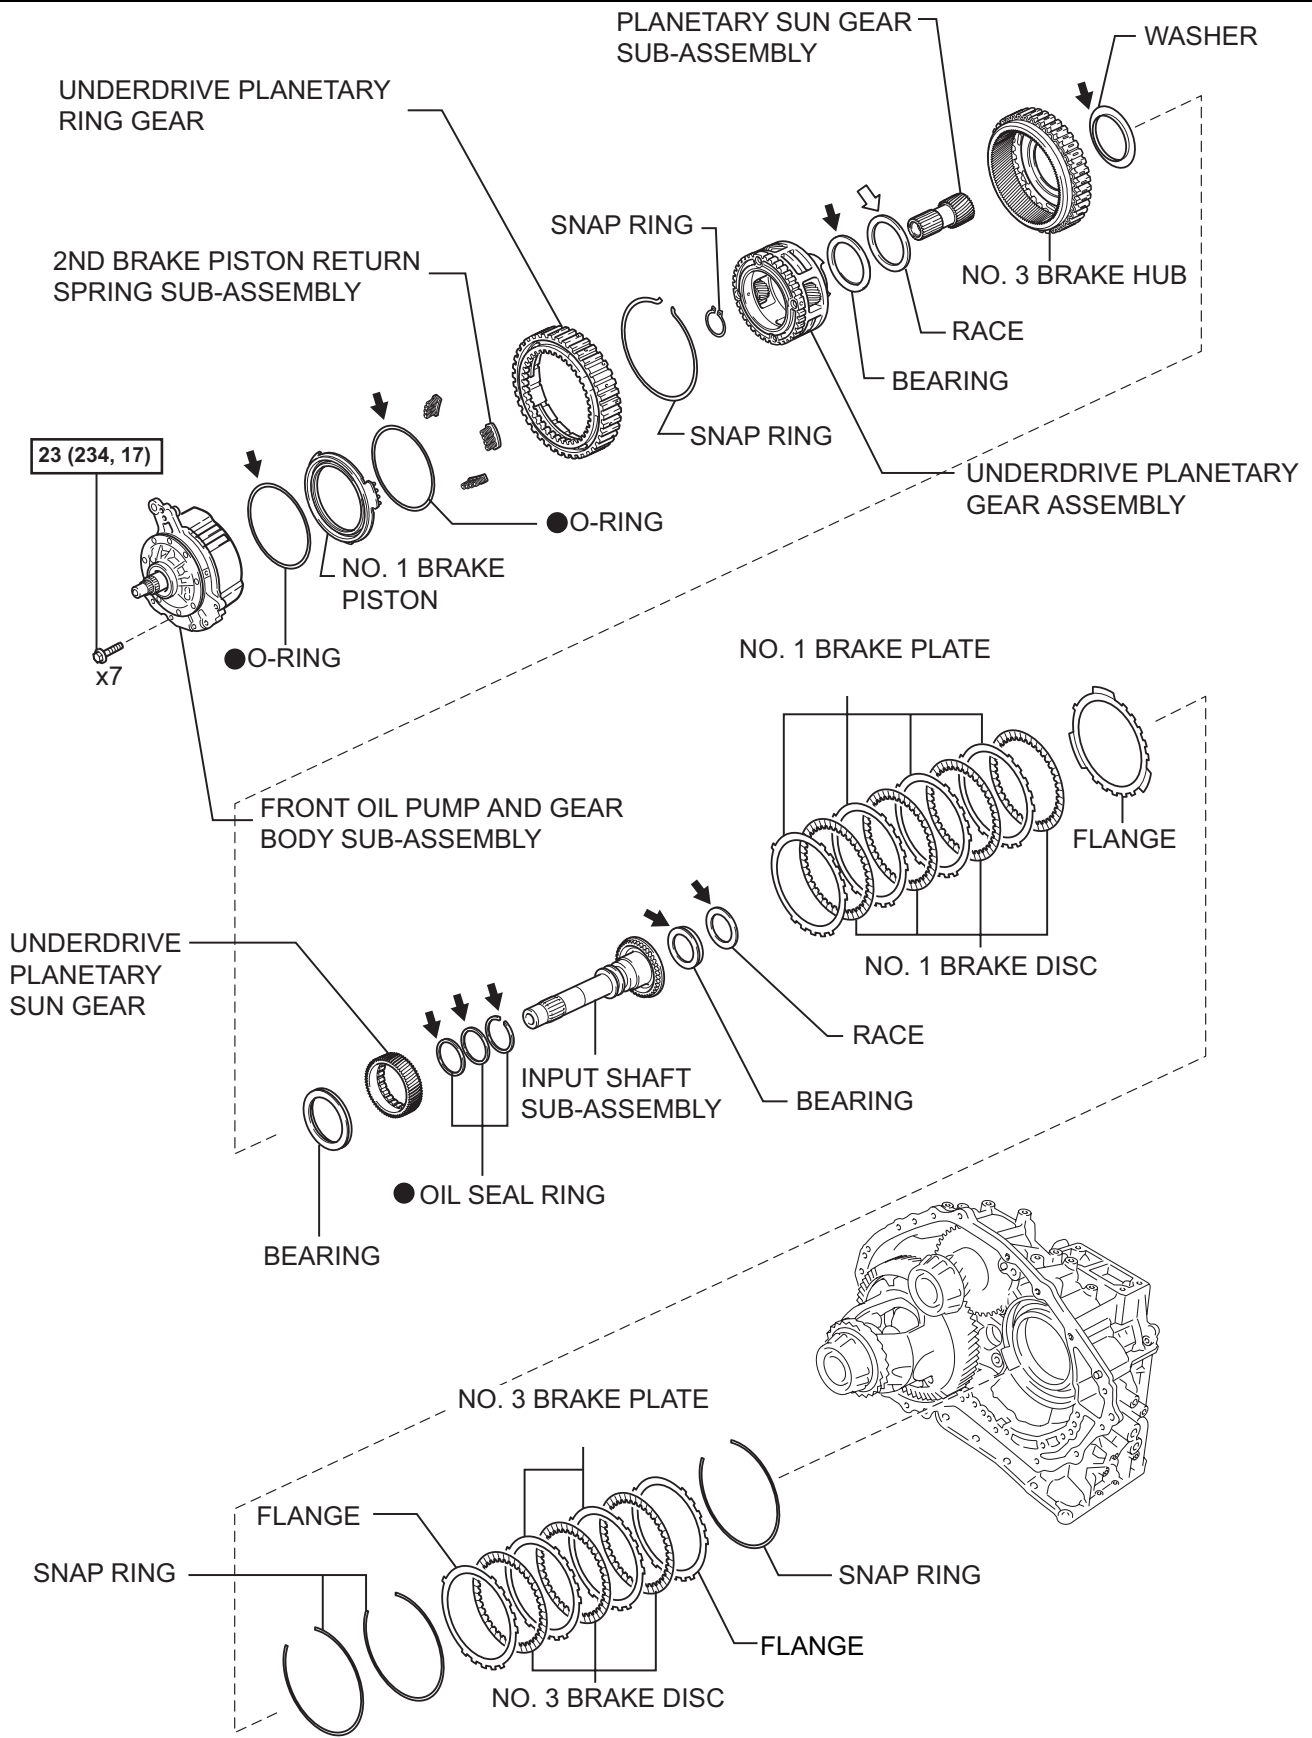 PLANETARY SUN GEAR
SUB-ASSEMBLY
WASHER
UNDERDRIVE PLANETARY
RING GEAR
SNAP RING
2ND BRAKE PISTON RETURN
SPRING SUB-ASSEMBLY
NO. 3 BRAKE HUB
RACE
BEARING
SNAP RING
23 (234, 17)
UNDERDRIVE PLANETARY
GEAR ASSEMBLY
●O-RING
NO. 1 BRAKE
PISTON
●O-RING
x7
NO. 1 BRAKE PLATE
FRONT OIL PUMP AND GEAR
BODY SUB-ASSEMBLY
FLANGE
UNDERDRIVE
PLANETARY
SUN GEAR
NO. 1 BRAKE DISC
RACE
INPUT SHAFT
SUB-ASSEMBLY
BEARING
●OIL SEAL RING
BEARING
NO. 3 BRAKE PLATE
FLANGE
SNAP RING
SNAP RING
FLANGE
NO. 3 BRAKE DISC